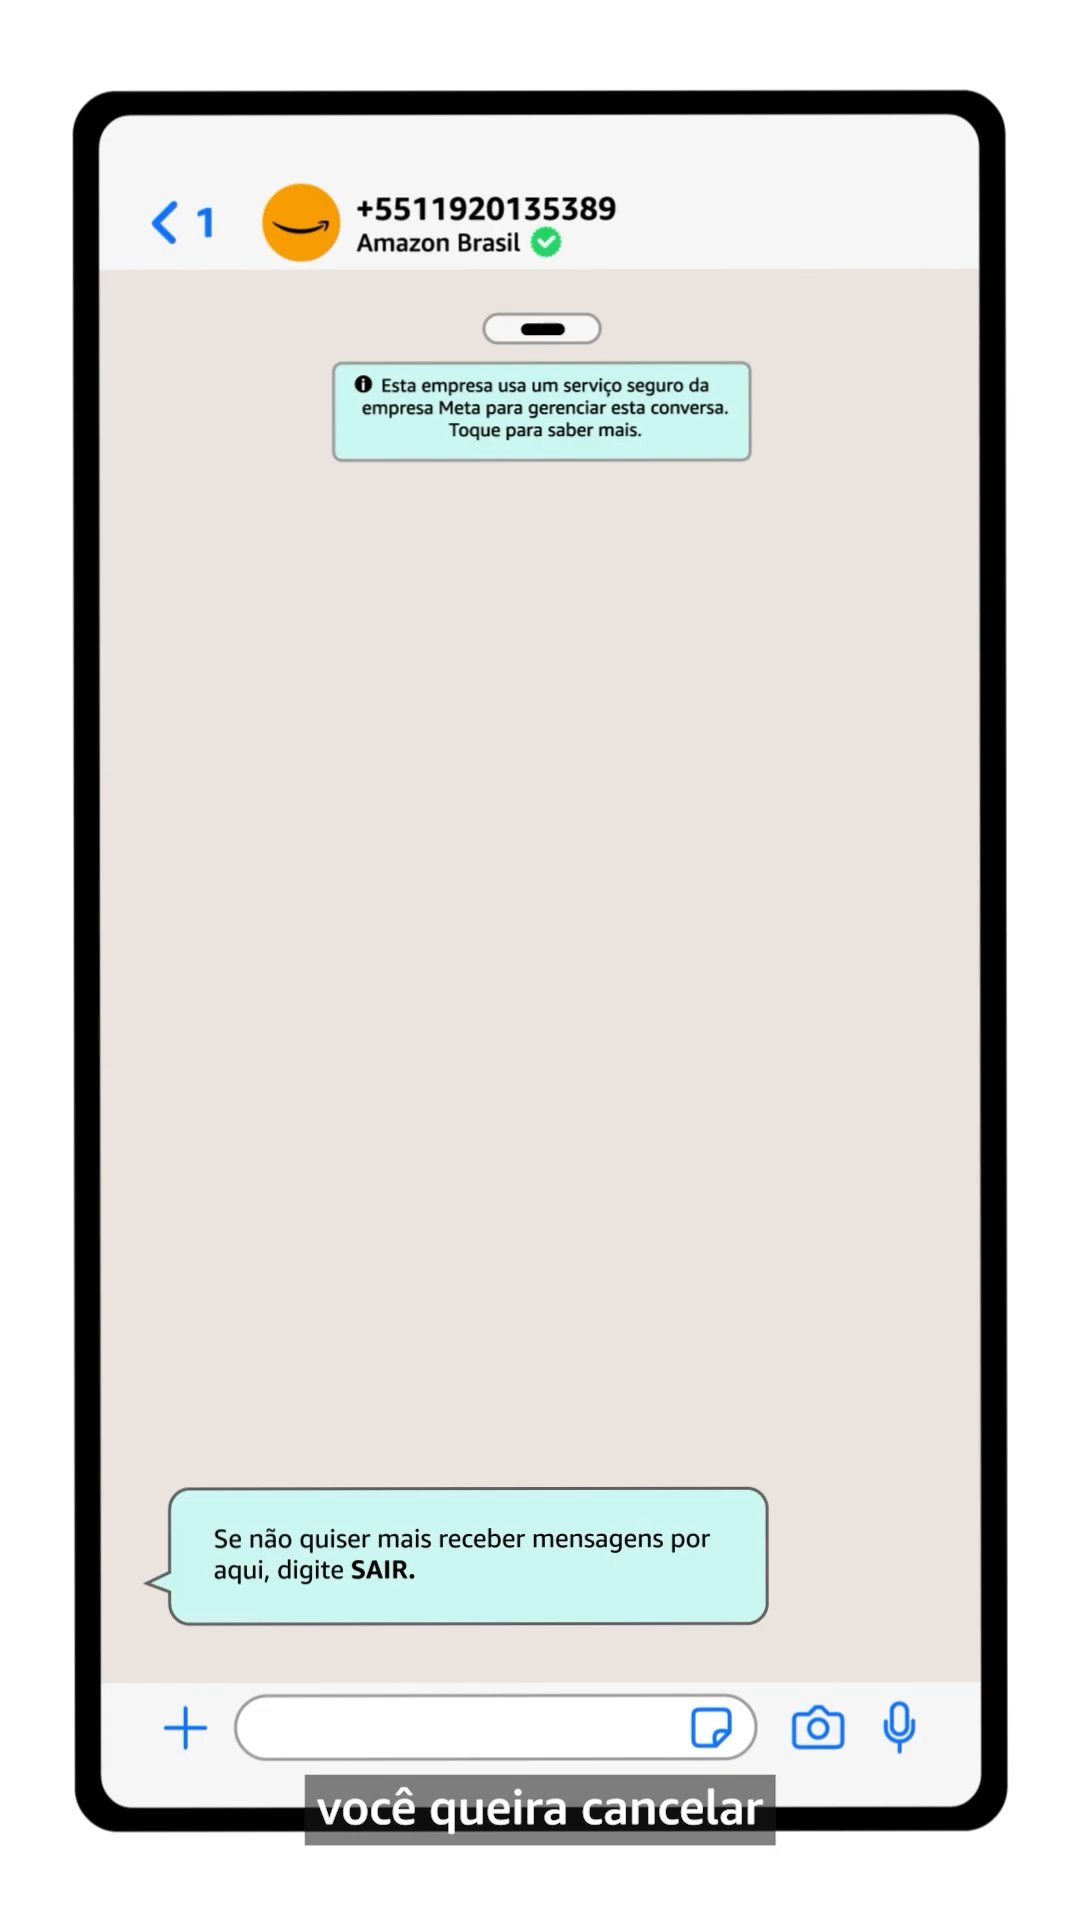 1
+5511920135389
Amazon Brasil
Esta empresa usa um serviço seguro da
empresa Meta para gerenciar esta conversa.
Toque para saber mais.
Se não quiser mais receber mensagens por
aqui, digite SAIR.
você queira cancelar